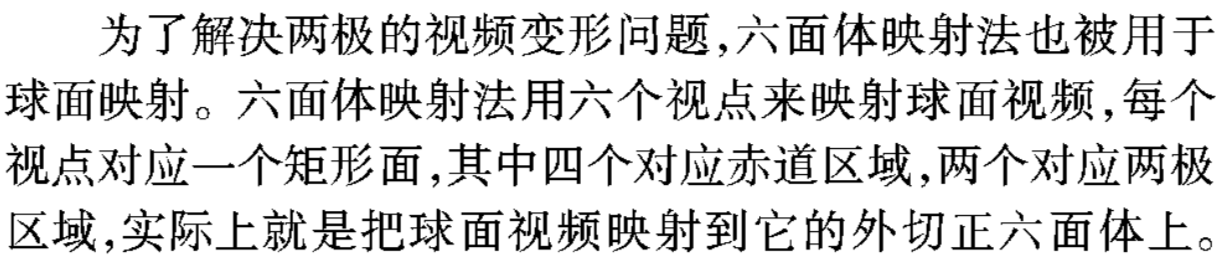 为了解决两极的视频变形问题,六面体映射法也被用于
球面映射。六面体映射法用六个视点来映射球面视频,每个
视点对应一个矩形面,其中四个对应赤道区域,两个对应两极
区域,实际上就是把球面视频映射到它的外切正六面体上。